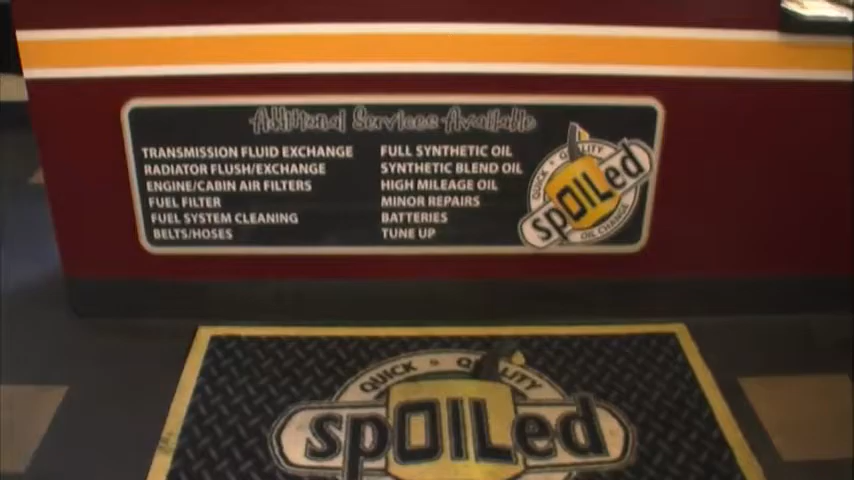 Additional Services Available
TRANSMISSION FLUID EXCHANGE
RADIATOR FLUSH/EXCHANGE
ENGINE/CABIN AIR FILTERS
FUEL FILTER
FUEL SYSTEM CLEANING
BELTS/HOSES
FULL SYNTHETIC OIL
SYNTHETIC BLEND OIL
HIGH MILEAGE OIL
MINOR REPAIRS
BATTERIES
TUNE UP
QUICK
spOILed
OIL CHANGE
QUICK QUALITY
spOILed